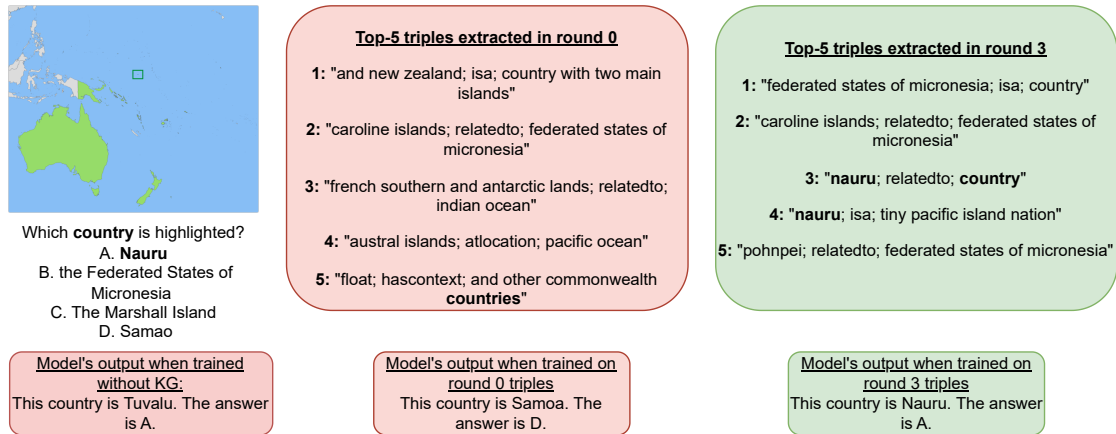 Which country is highlighted?
A. Nauru
B. the Federated States of
Micronesia
C. The Marshall Island
D. Samao
Top-5 triples extracted in round 0
1: "and new zealand; isa; country with two main
islands"
2: "caroline islands; relatedto; federated states of
micronesia"
3: "french southern and antarctic lands; relatedto;
indian ocean"
4: "austral islands; atlocation; pacific ocean"
5: "float; hascontext; and other commonwealth
countries"
Top-5 triples extracted in round 3
1: "federated states of micronesia; isa; country"
2: "caroline islands; relatedto; federated states of
micronesia"
3: "nauru; relatedto; country"
4: "nauru; isa; tiny pacific island nation"
5: "pohnpei; relatedto; federated states of micronesia"
Model's output when trained
without KG:
This country is Tuvalu. The answer
is A.
Model's output when trained on
round 0 triples
This country is Samoa. The
answer is D.
Model's output when trained on
round 3 triples
This country is Nauru. The answer
is A.